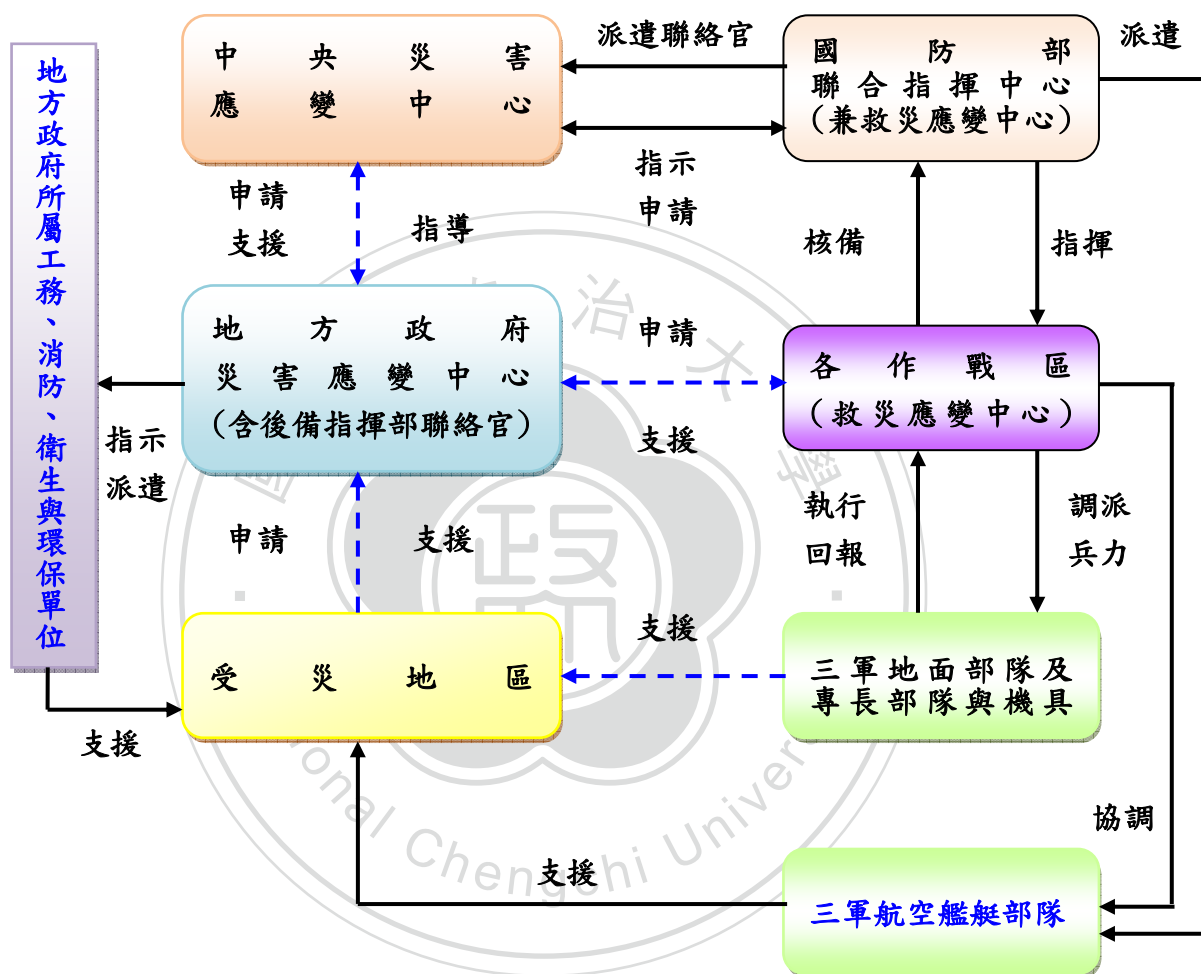 中央災害
應變中心
派遣聯絡官
國防部
聯合指揮中心
(兼救災應變中心)
派遣
地方政府所屬工務、消防、衛生與環保單位
指示
申請
申請
支援
指導
核備
指揮
地方政府
災害應變中心
(含後備指揮部聯絡官)
申請
支援
各作戰區
(救災應變中心)
指示
派遣
申請
支援
執行
回報
調派
兵力
受災地區
支援
三軍地面部隊及
專長部隊與機具
支援
協調
支援
三軍航空艦艇部隊
治大學
onal Chengchi Univer